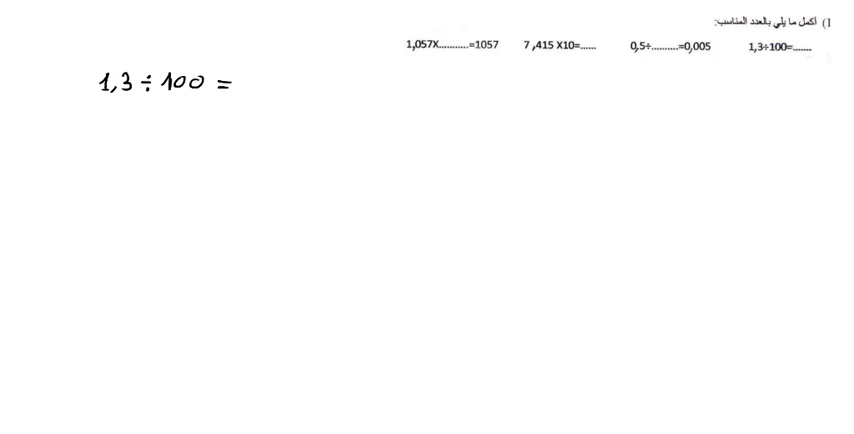 1) أكمل ما يلي بالعدد المناسب:
1,057X..........=1057 7 ,415 X10=...... 0,5÷..........=0,005 1,3÷100=.......
1,3 ÷ 100 =